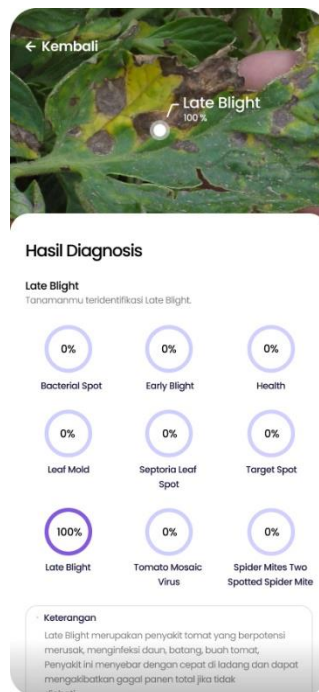 ← Kembali
Late Blight
100 %
Hasil Diagnosis
Late Blight
Tanamanmu teridentifikasi Late Blight.
0% 0% 0%
Bacterial Spot Early Blight Health
0% 0% 0%
Leaf Mold Septoria Leaf Target Spot
Spot
100% 0% 0%
Late Blight Tomato Mosaic Spider Mites Two
Virus Spotted Spider Mite
Keterangan
Late Blight merupakan penyakit tomat yang berpotensi
merusak, menginfeksi daun, batang, buah tomat,
Penyakit ini menyebar dengan cepat di ladang dan dapat
mengakibatkan gagal panen total jika tidak